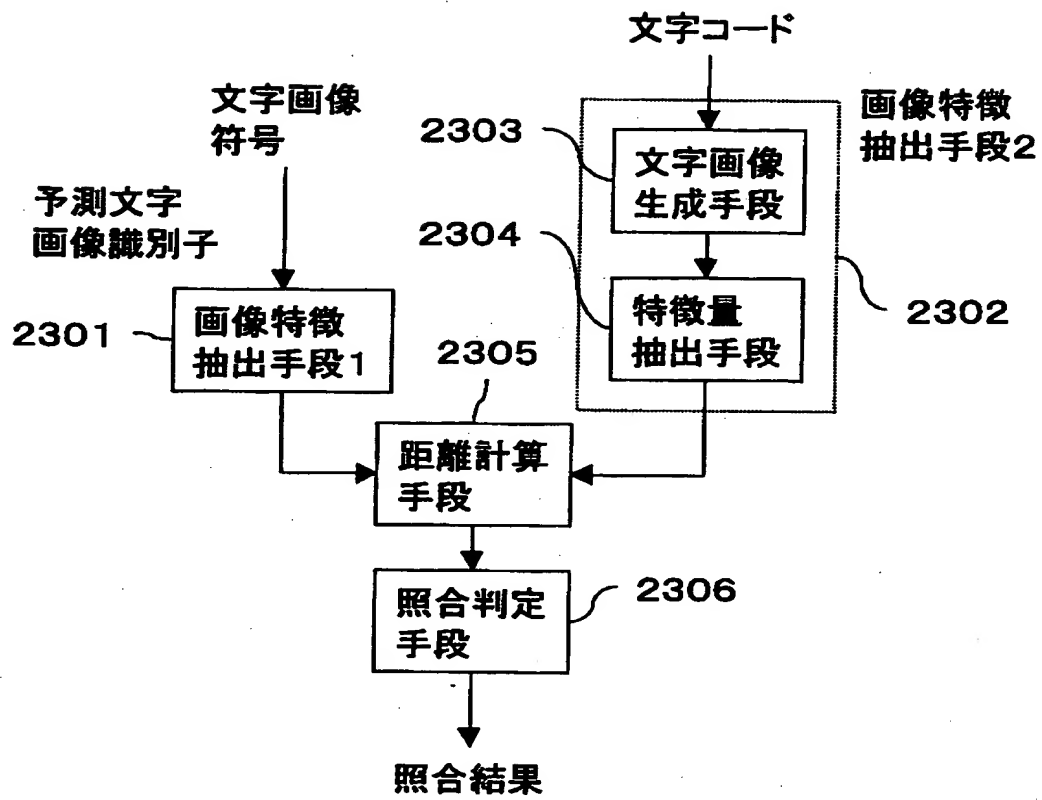 文字コード
文字画像
符号
画像特徴
抽出手段2
2303
文字画像
生成手段
予測文字
画像識別子
2304
特徴量
抽出手段
2302
2301
画像特徴
抽出手段1
2305
距離計算
手段
照合判定
手段
2306
照合結果